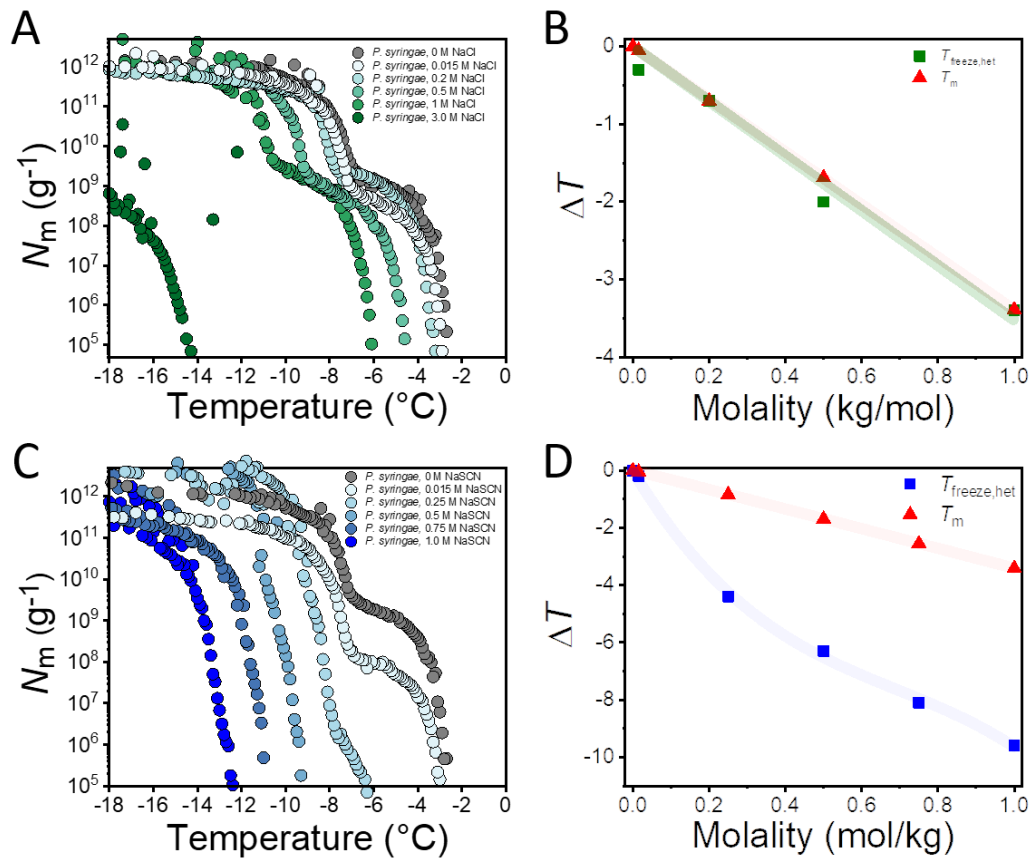 A
P. syringae, 0 M NaCl
P. syringae, 0.015 M NaCl
P. syringae, 0.2 M NaCl
P. syringae, 0.5 M NaCl
P. syringae, 1 M NaCl
P. syringae, 3.0 M NaCl
10¹²
10¹¹
10¹⁰
10⁹
10⁸
10⁷
10⁶
10⁵
Nm (g⁻¹)
-18 -16 -14 -12 -10 -8 -6 -4 -2 0
Temperature (°C)
B
Tfreeze,het
Tm
0
-1
-2
-3
-4
ΔT
0.0 0.2 0.4 0.6 0.8 1.0
Molality (kg/mol)
C
P. syringae, 0 M NaSCN
P. syringae, 0.015 M NaSCN
P. syringae, 0.25 M NaSCN
P. syringae, 0.5 M NaSCN
P. syringae, 0.75 M NaSCN
P. syringae, 1.0 M NaSCN
10¹²
10¹¹
10¹⁰
10⁹
10⁸
10⁷
10⁶
10⁵
Nm (g⁻¹)
-18 -16 -14 -12 -10 -8 -6 -4 -2 0
Temperature (°C)
D
Tfreeze,het
Tm
0
-2
-4
-6
-8
-10
ΔT
0.0 0.2 0.4 0.6 0.8 1.0
Molality (mol/kg)